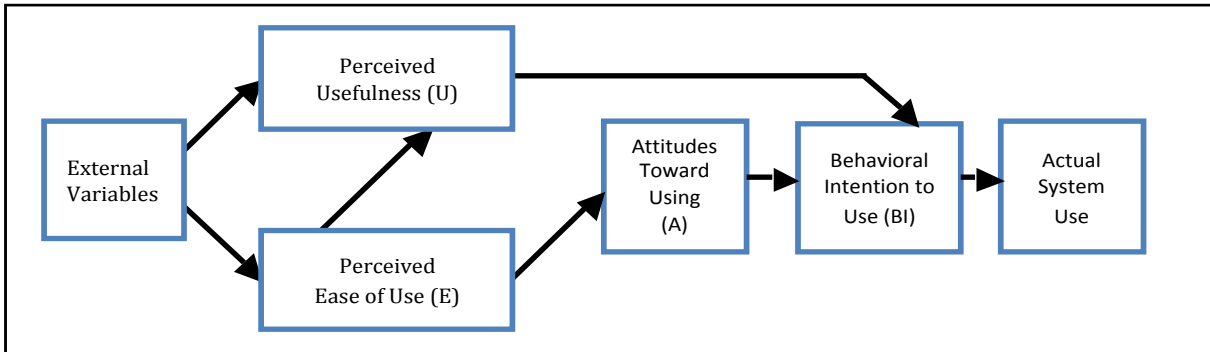 External
Variables
Perceived
Usefulness (U)
Perceived
Ease of Use (E)
Attitudes
Toward
Using
(A)
Behavioral
Intention to
Use (BI)
Actual
System
Use